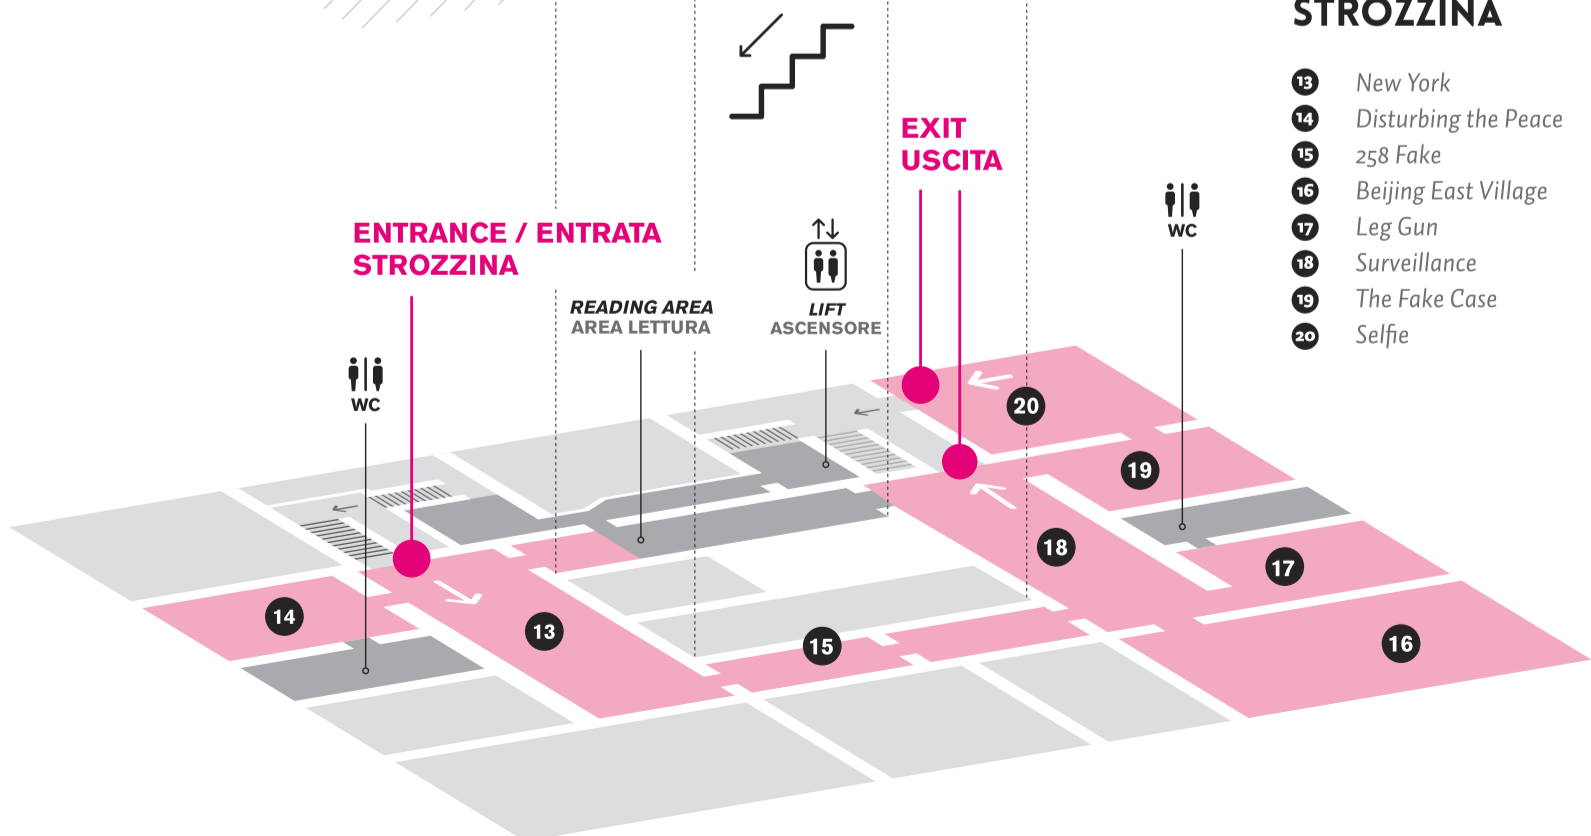 STROZZINA
13 New York
14 Disturbing the Peace
15 258 Fake
16 Beijing East Village
17 Leg Gun
18 Surveillance
19 The Fake Case
20 Selfie
EXIT
USCITA
WC
ENTRANCE / ENTRATA
STROZZINA
READING AREA
AREA LETTURA
LIFT
ASCENSORE
WC
20
19
18
17
14
13
15
16